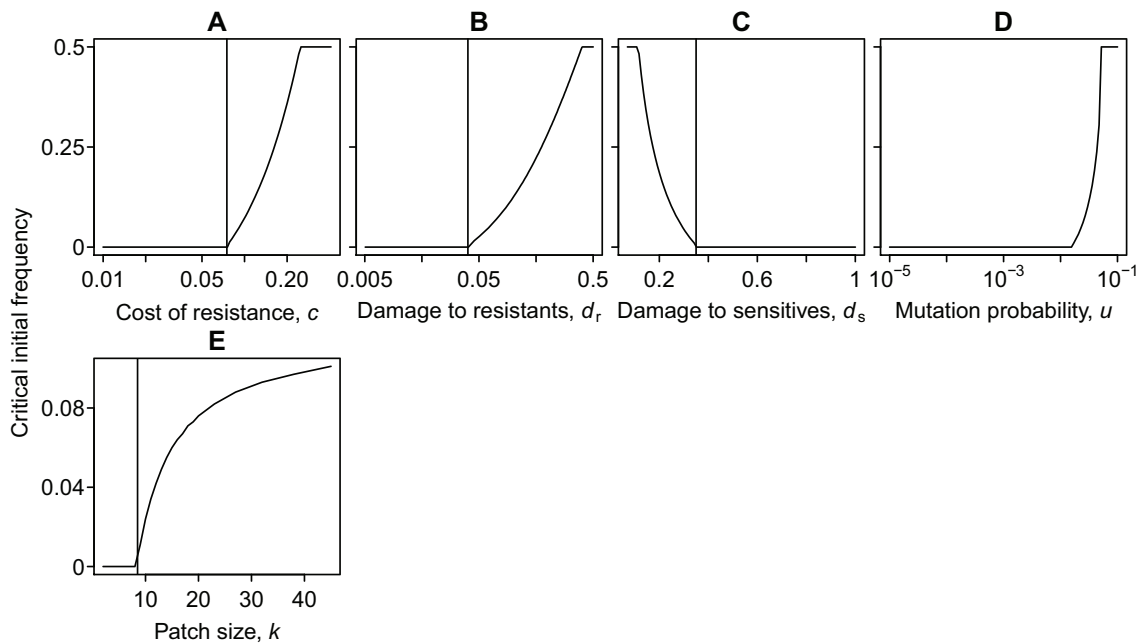 A
B
C
D
0.5
0.25
0
0.01
0.05
0.20
0.005
0.05
0.5
0.2
0.6
1
10⁻⁵
10⁻³
10⁻¹
Cost of resistance, c
Damage to resistants, dᵣ
Damage to sensitives, dₛ
Mutation probability, u
Critical initial frequency
E
0.08
0.04
0
10
20
30
40
Patch size, k